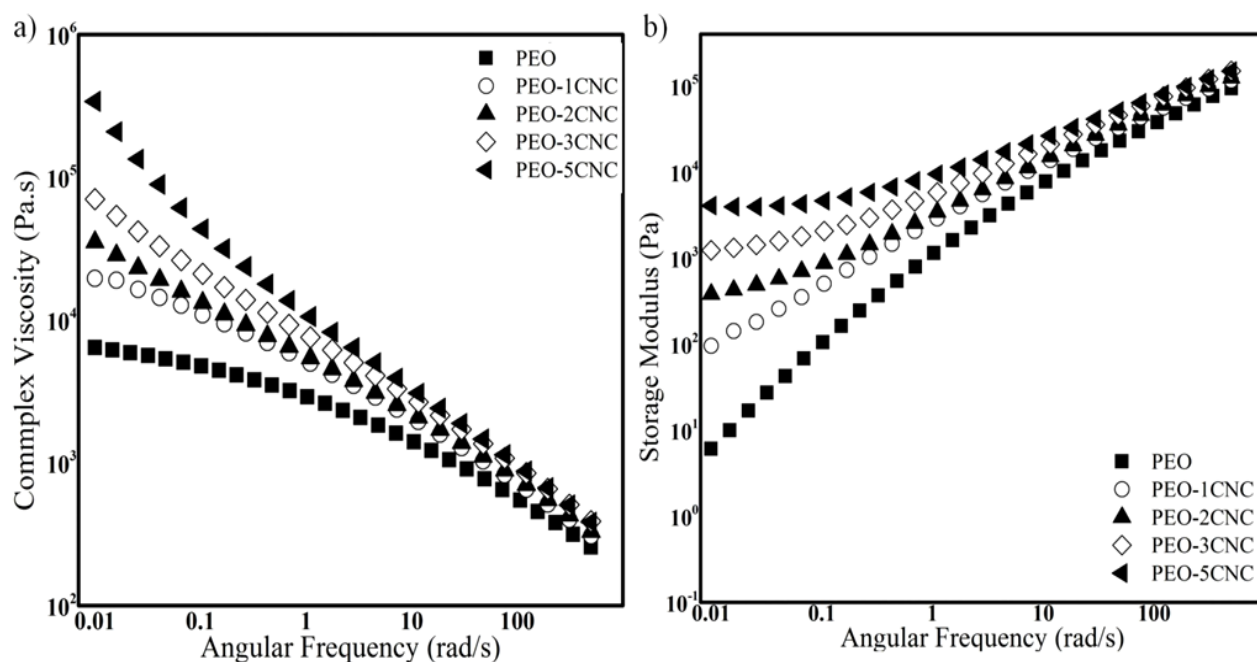 a)
10^6
10^5
10^4
10^3
10^2
Commplex Viscosity (Pa.s)
PEO
PEO-1CNC
PEO-2CNC
PEO-3CNC
PEO-5CNC
0.01 0.1 1 10 100
Angular Frequency (rad/s)
b)
10^5
10^4
10^3
10^2
10^1
10^0
10^-1
Storage Modulus (Pa)
PEO
PEO-1CNC
PEO-2CNC
PEO-3CNC
PEO-5CNC
0.01 0.1 1 10 100
Angular Frequency (rad/s)